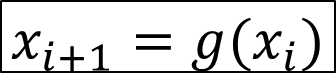 x_{i+1} = g(x_i)